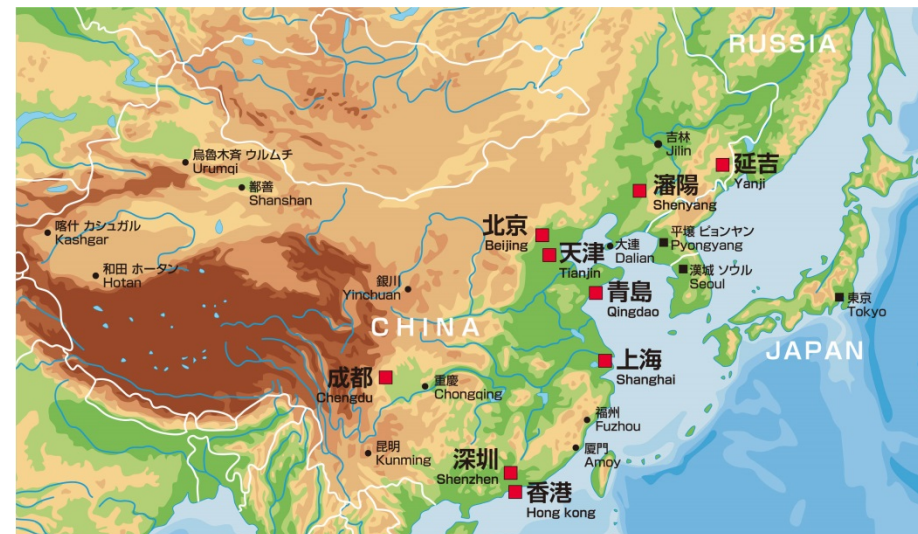 RUSSIA
吉林
Jilin
延吉
Yanji
烏魯木斉 ウルムチ
Urumqi
鄯善
Shanshan
瀋陽
Shenyang
喀什 カシュガル
Kashgar
北京
Beijing
大連
Dalian
平壌 ピョンヤン
Pyongyang
天津
Tianjin
和田 ホータン
Hotan
漢城 ソウル
Seoul
銀川
Yinchuan
青島
Qingdao
東京
Tokyo
CHINA
JAPAN
上海
Shanghai
成都
Chengdu
重慶
Chongqing
福州
Fuzhou
昆明
Kunming
厦門
Amoy
深圳
Shenzhen
香港
Hong kong